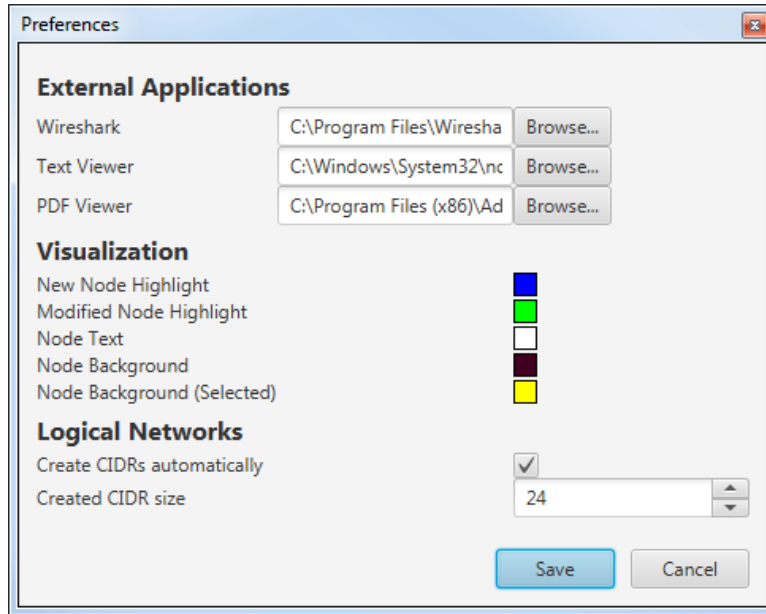 Preferences
External Applications
Wireshark C:\Program Files\Wiresha Browse...
Text Viewer C:\Windows\System32\nc Browse...
PDF Viewer C:\Program Files (x86)\Ad Browse...
Visualization
New Node Highlight
Modified Node Highlight
Node Text
Node Background
Node Background (Selected)
Logical Networks
Create CIDRs automatically
Created CIDR size 24
Save Cancel